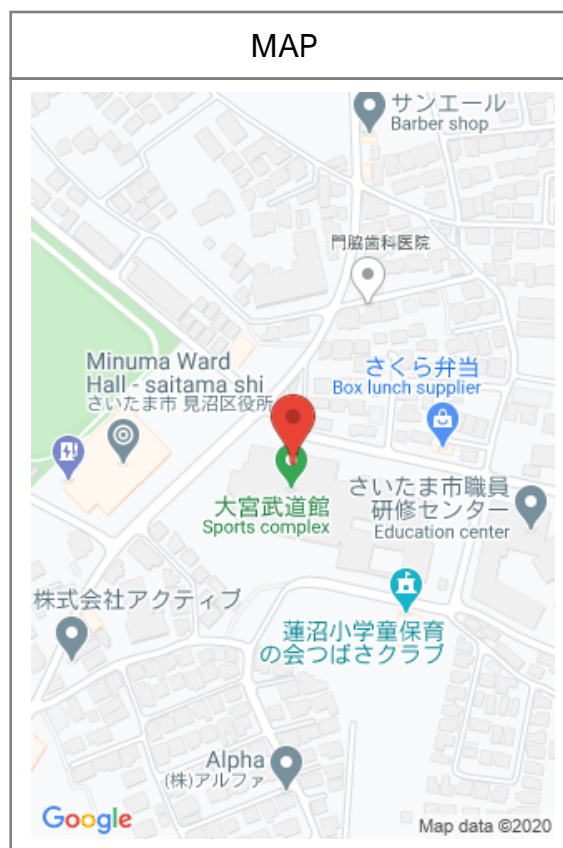 MAP
サンエール
Barber shop
門脇歯科医院
Minuma Ward
Hall - saitama shi
さいたま市 見沼区役所
さくら弁当
Box lunch supplier
大宮武道館
Sports complex
さいたま市職員
研修センター
Education center
株式会社アクティブ
蓮沼小学童保育
の会つばさクラブ
Alpha
(株)アルファ
Google
Map data ©2020